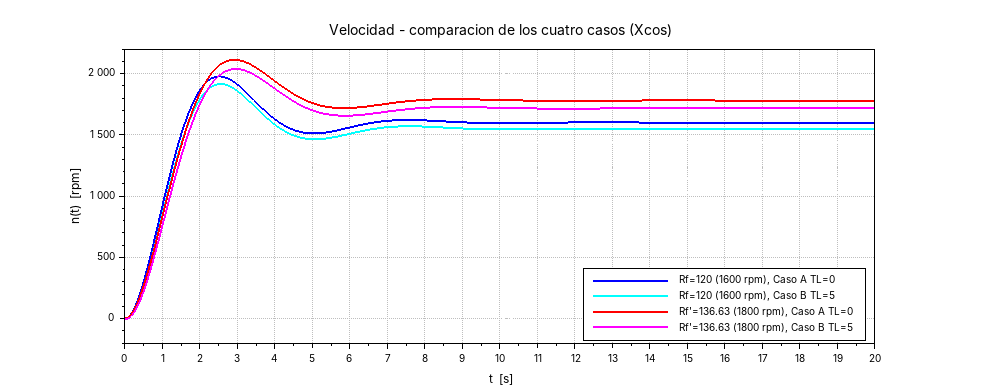 Velocidad - comparacion de los cuatro casos (Xcos)
n(t) [rpm]
2 000
1 500
1 000
500
0
Rf=120 (1600 rpm), Caso A TL=0
Rf=120 (1600 rpm), Caso B TL=5
Rf'=136.63 (1800 rpm), Caso A TL=0
Rf'=136.63 (1800 rpm), Caso B TL=5
0 1 2 3 4 5 6 7 8 9 10 11 12 13 14 15 16 17 18 19 20
t [s]